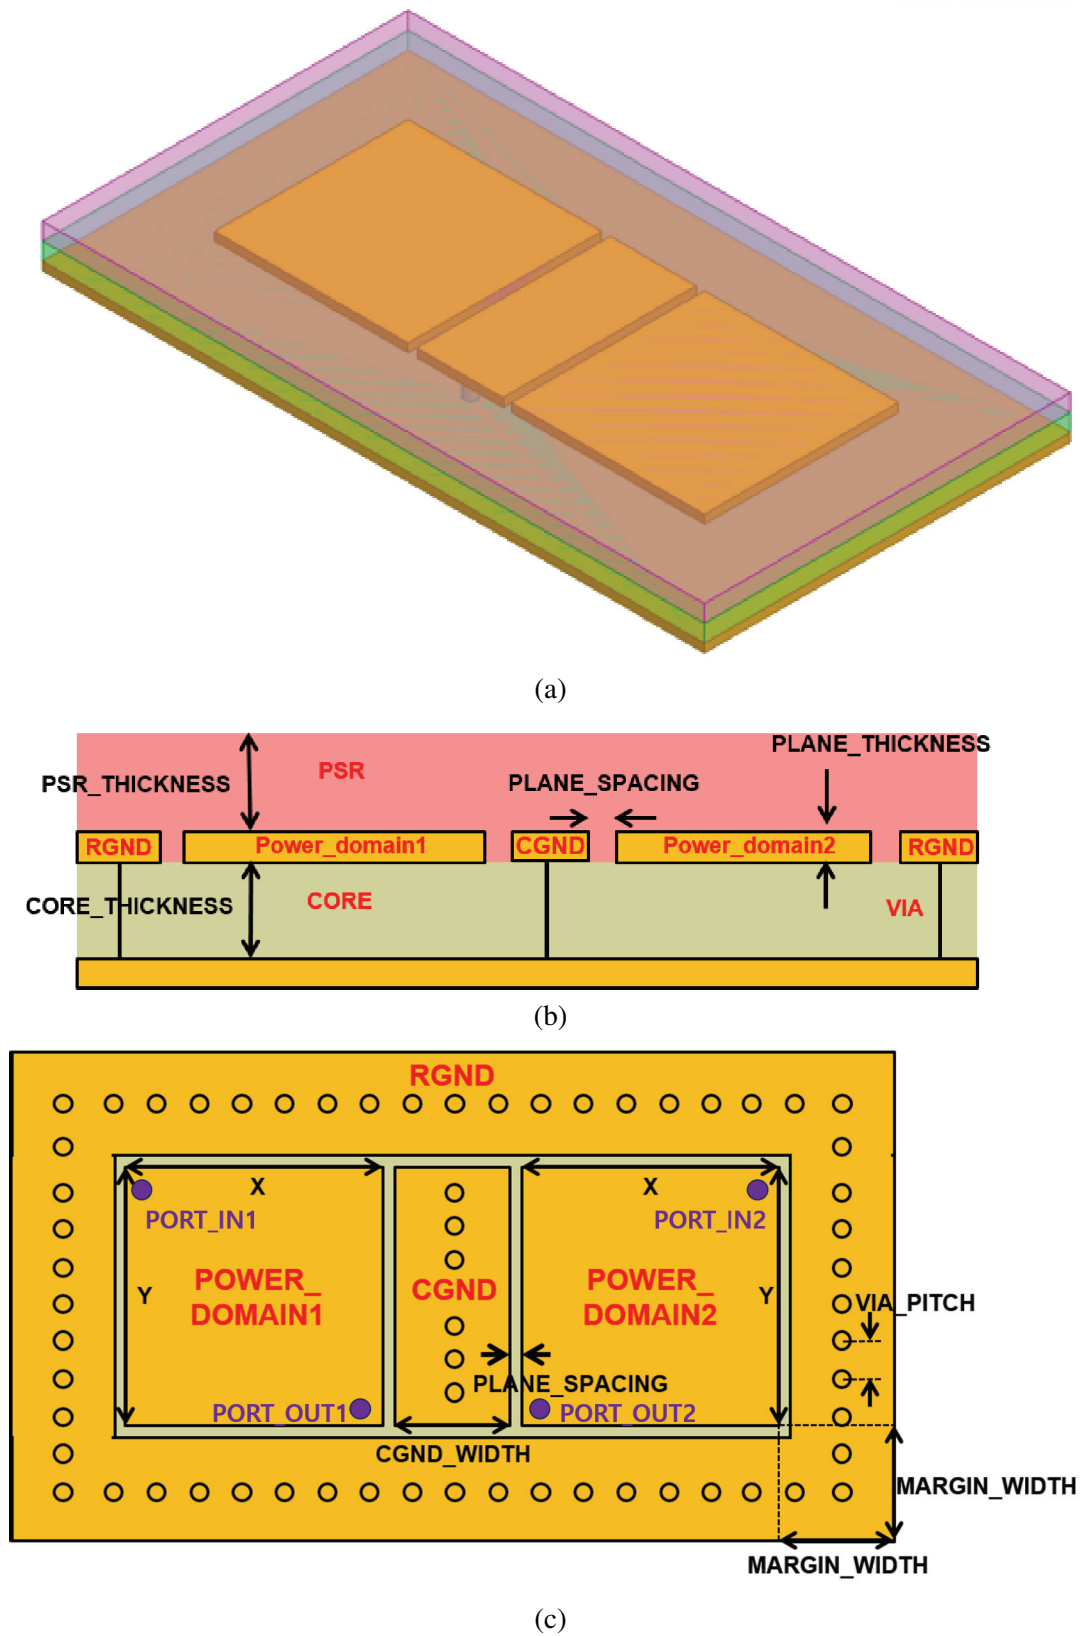 (a)
PLANE_THICKNESS
PSR
PSR_THICKNESS
PLANE_SPACING
RGND
Power_domain1
CGND
Power_domain2
RGND
CORE
CORE_THICKNESS
VIA
(b)
RGND
X
X
PORT_IN1
PORT_IN2
POWER_
DOMAIN1
CGND
POWER_
DOMAIN2
Y
Y
VIA_PITCH
PLANE_SPACING
PORT_OUT1
PORT_OUT2
CGND_WIDTH
MARGIN_WIDTH
MARGIN_WIDTH
(c)